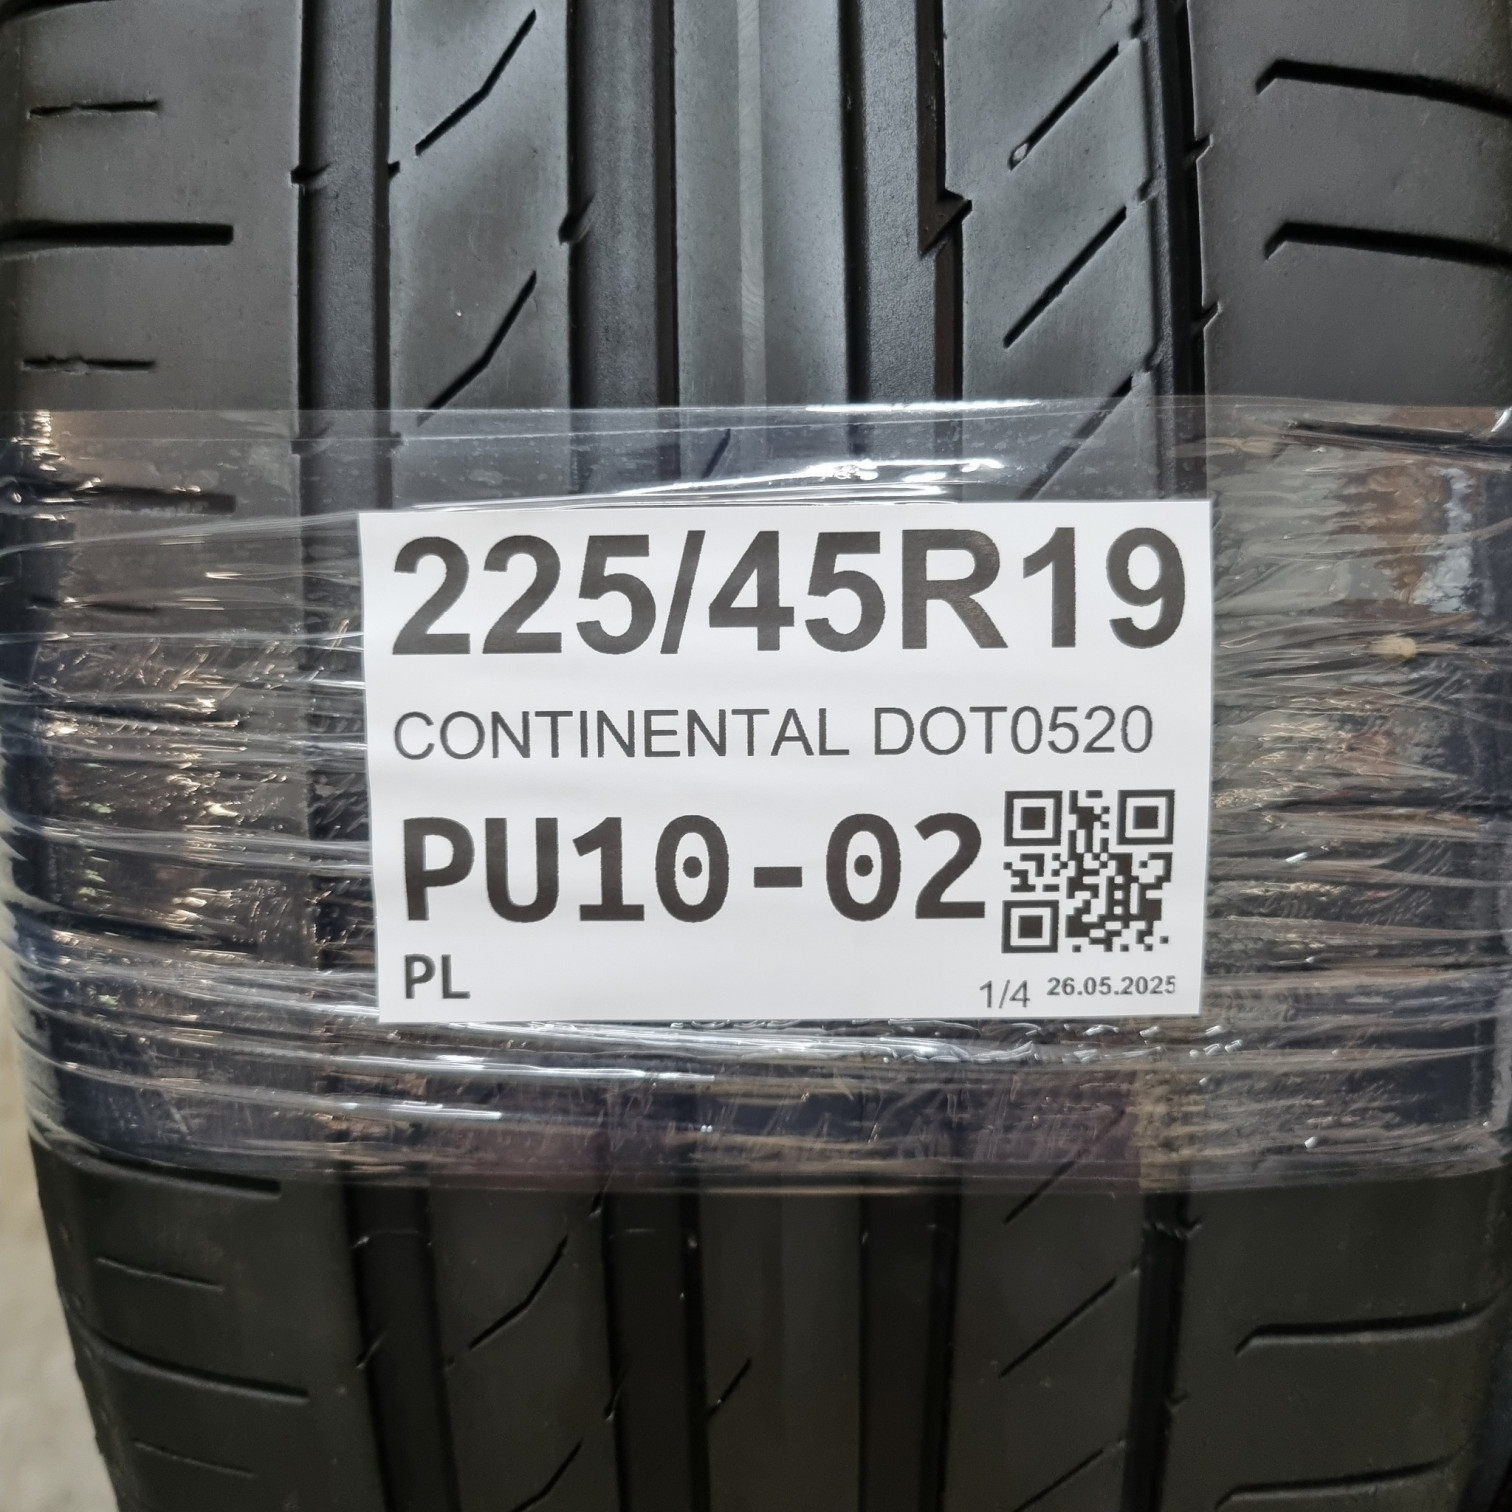 225/45R19
CONTINENTAL DOT0520
PU10-02
PL
1/4 26.05.2025